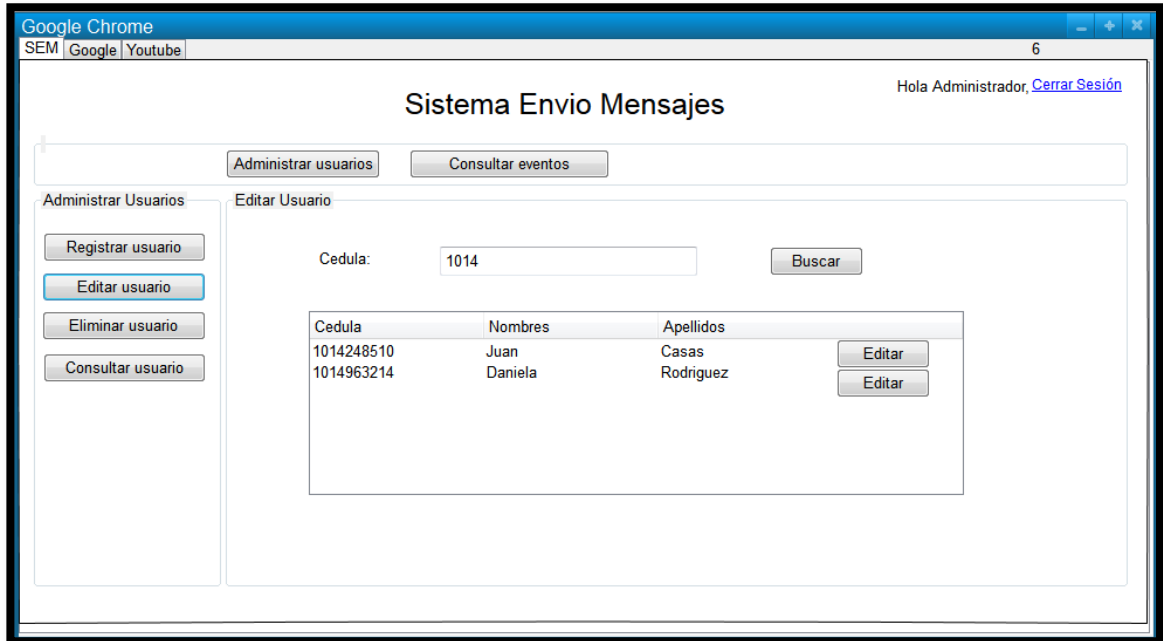 Google Chrome
SEM Google Youtube 6
Hola Administrador, Cerrar Sesión
Sistema Envio Mensajes
Administrar usuarios Consultar eventos
Administrar Usuarios Editar Usuario
Registrar usuario
Cedula: 1014 Buscar
Editar usuario
Eliminar usuario
Cedula Nombres Apellidos
1014248510 Juan Casas Editar
Consultar usuario
1014963214 Daniela Rodriguez Editar